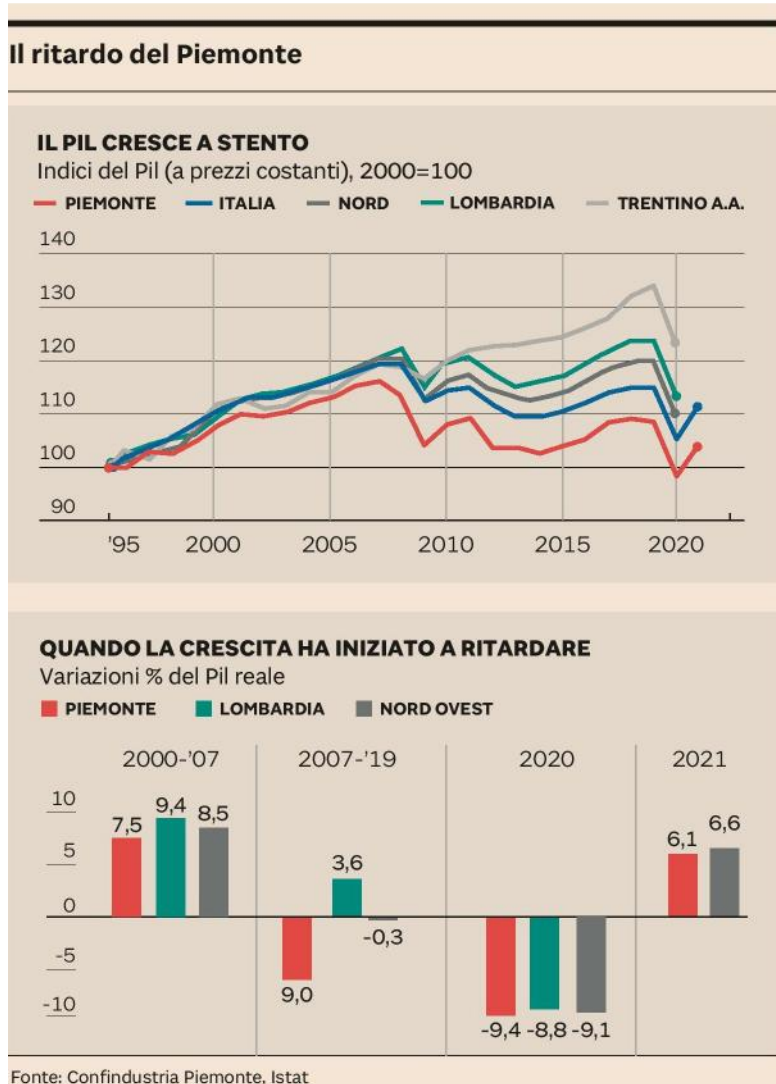 Il ritardo del Piemonte
IL PIL CRESCE A STENTO
Indici del Pil (a prezzi costanti), 2000=100
PIEMONTE ITALIA NORD LOMBARDIA TRENTINO A.A.
140
130
120
110
100
90
'95 2000 2005 2010 2015 2020
QUANDO LA CRESCITA HA INIZIATO A RITARDARE
Variazioni % del Pil reale
PIEMONTE LOMBARDIA NORD OVEST
2000-'07 2007-'19 2020 2021
10
5
0
-5
-10
7,5 9,4 8,5
9,0 3,6 -0,3
-9,4 -8,8 -9,1
6,1 6,6
Fonte: Confindustria Piemonte, Istat